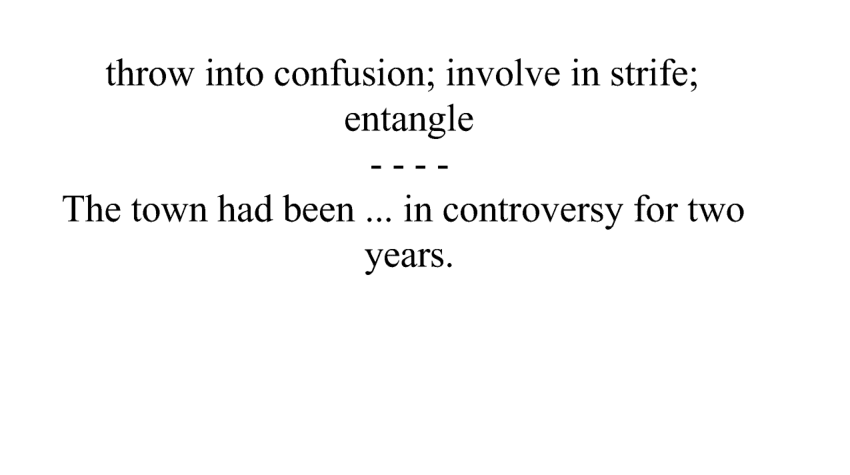 throw into confusion; involve in strife;
entangle
- - - -
The town had been ... in controversy for two
years.